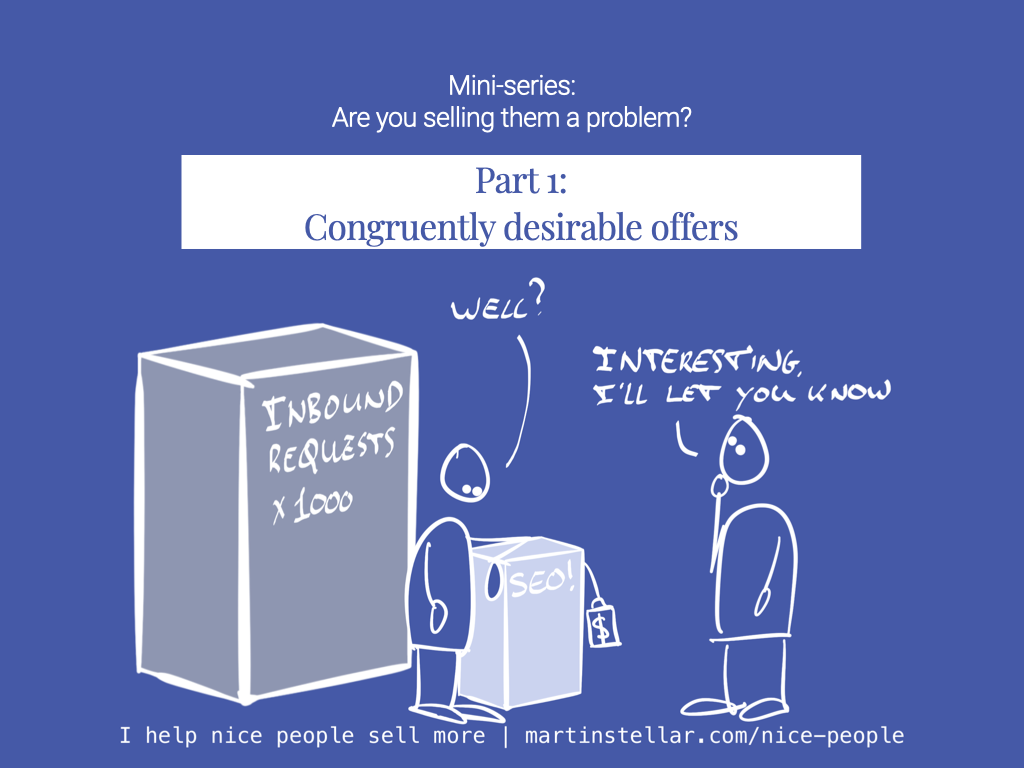 Mini-series:
Are you selling them a problem?
Part 1:
Congruently desirable offers
WELL?
INTERESTING,
I'LL LET YOU KNOW
INBOUND
REQUESTS
x 1000
SEO!
$
I help nice people sell more | martinstellar.com/nice-people